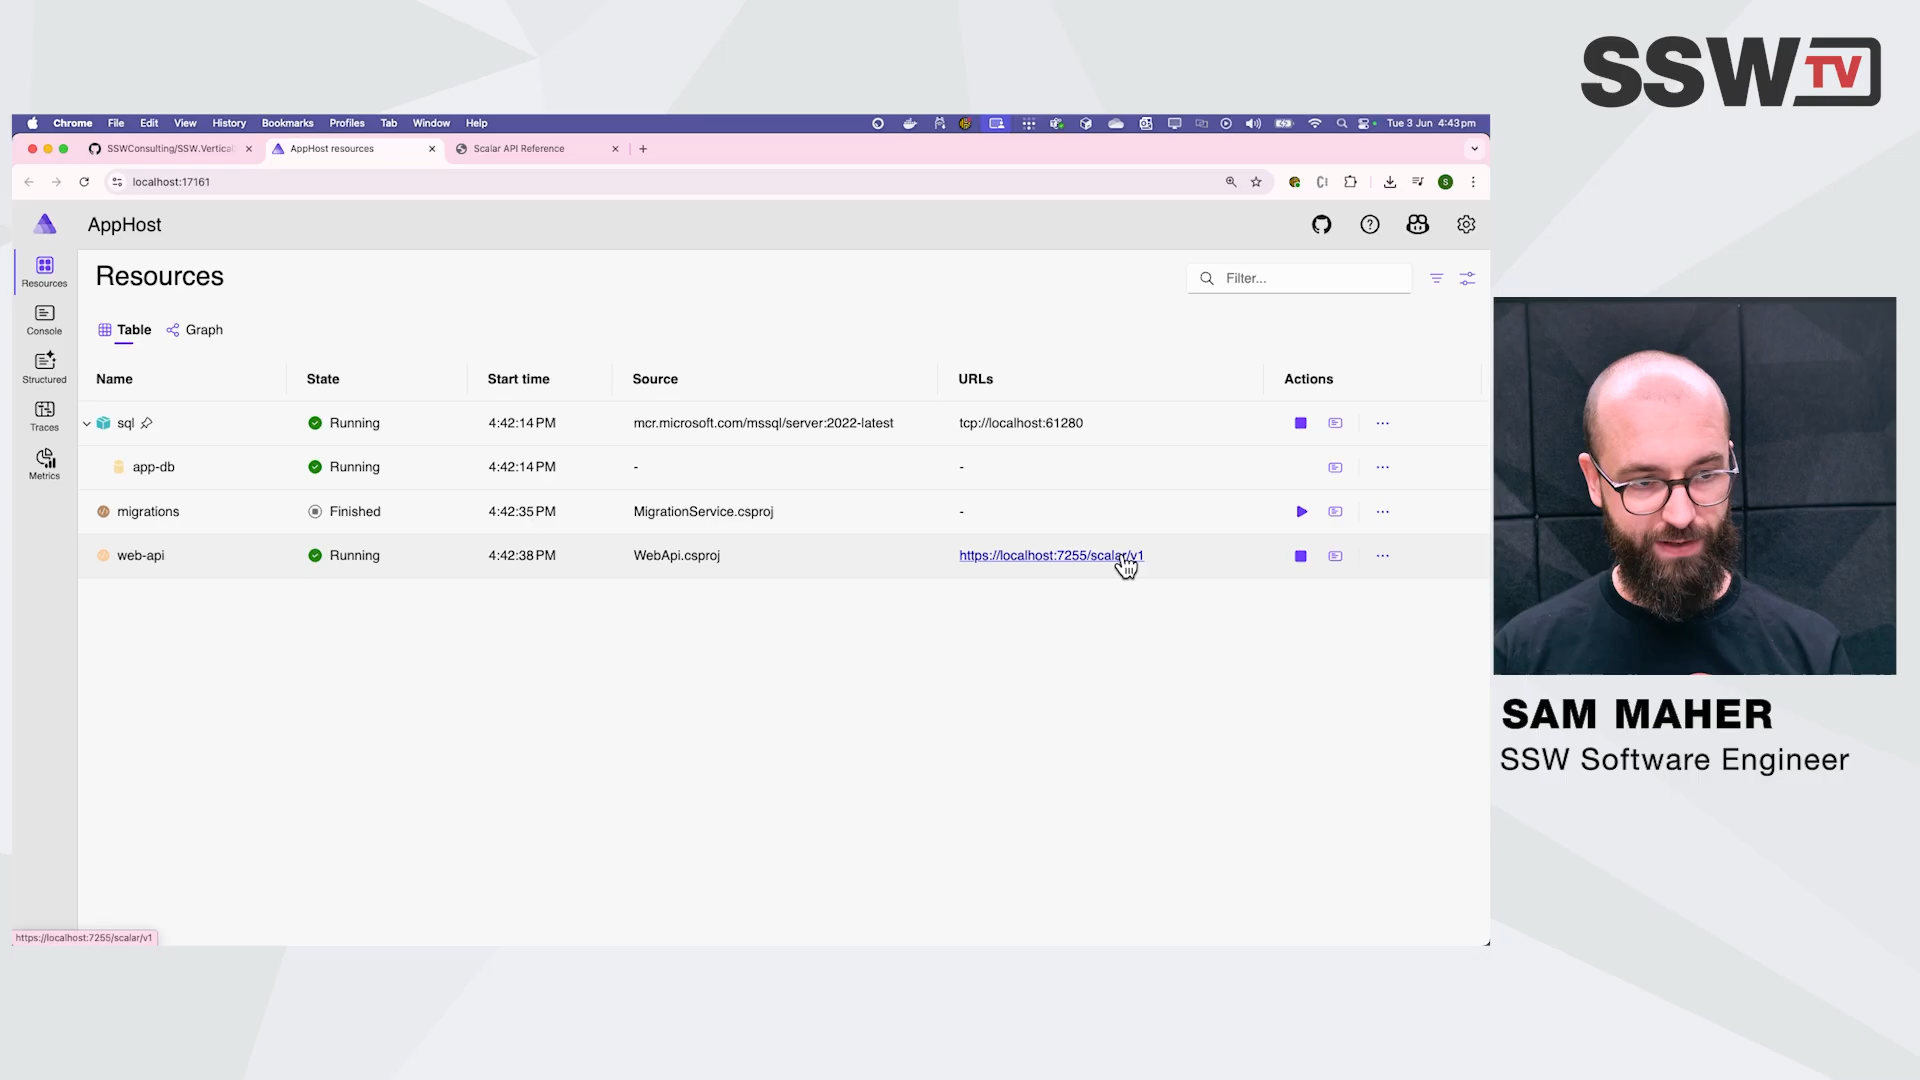 SSW TV
Chrome File Edit View History Bookmarks Profiles Tab Window Help Tue 3 Jun 4:43 pm
SSWConsulting/SSW.Vertical AppHost resources Scalar API Reference
localhost:17161 S
AppHost
Resources
Console
Structured
Traces
Metrics
Resources
Filter...
Table Graph
Name State Start time Source URLs Actions
sql Running 4:42:14 PM mcr.microsoft.com/mssql/server:2022-latest tcp://localhost:61280
app-db Running 4:42:14 PM - -
migrations Finished 4:42:35 PM MigrationService.csproj -
web-api Running 4:42:38 PM WebApi.csproj https://localhost:7255/scalar/v1
https://localhost:7255/scalar/v1
SAM MAHER
SSW Software Engineer